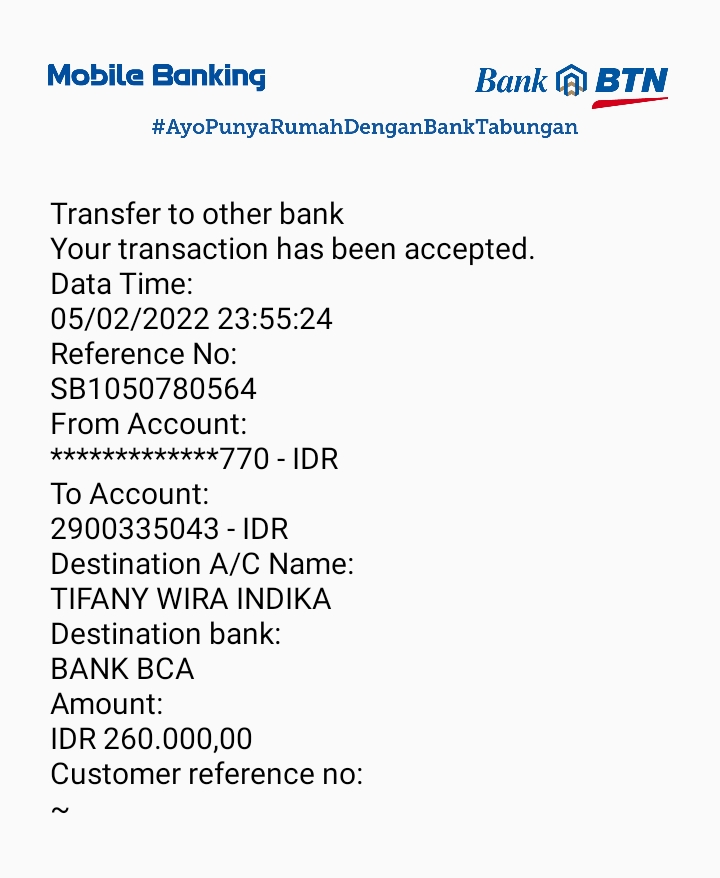 Mobile Banking
Bank BTN
#AyoPunyaRumahDenganBankTabungan
Transfer to other bank
Your transaction has been accepted.
Data Time:
05/02/2022 23:55:24
Reference No:
SB1050780564
From Account:
*************770 - IDR
To Account:
2900335043 - IDR
Destination A/C Name:
TIFANY WIRA INDIKA
Destination bank:
BANK BCA
Amount:
IDR 260.000,00
Customer reference no:
~